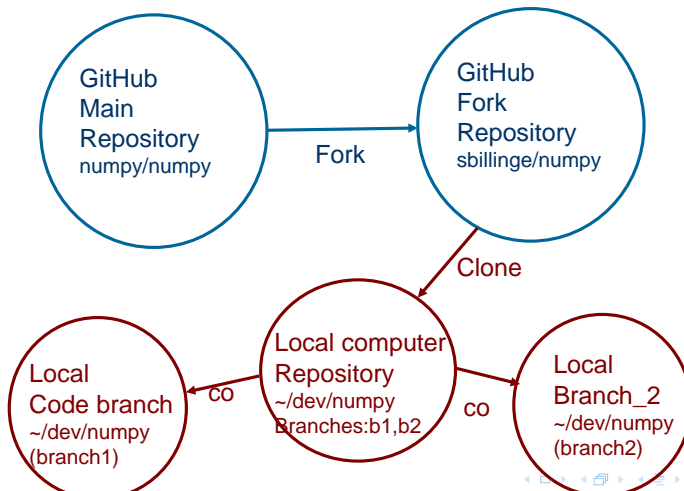 GitHub
Main
Repository
numpy/numpy
Fork
GitHub
Fork
Repository
sbillinge/numpy
Clone
Local computer
Repository
~/dev/numpy
Branches:b1,b2
co
co
Local
Code branch
~/dev/numpy
(branch1)
Local
Branch_2
~/dev/numpy
(branch2)